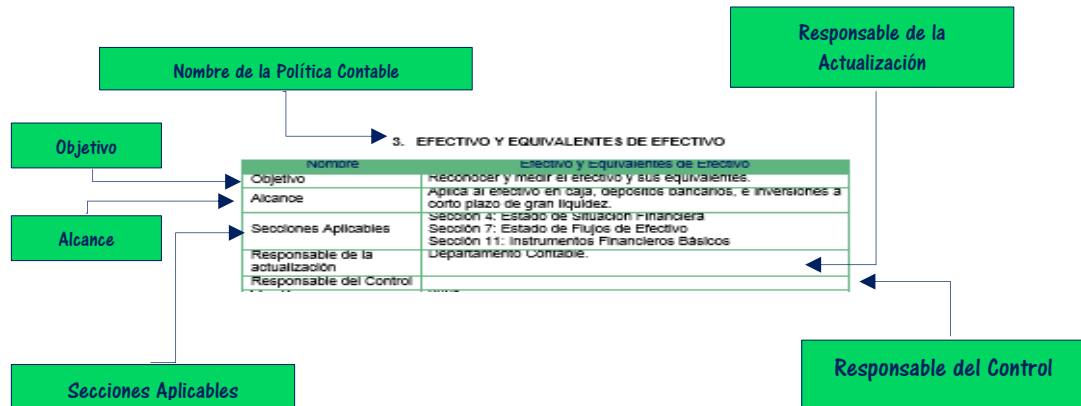 Responsable de la
Actualización
Nombre de la Política Contable
Objetivo
3. EFECTIVO Y EQUIVALENTES DE EFECTIVO
Nombre Efectivo y Equivalentes de Efectivo
Objetivo Reconocer y medir el efectivo y sus equivalentes.
Alcance Aplica al efectivo en caja, depósitos bancarios, e inversiones a
corto plazo de gran liquidez.
Alcance
Secciones Aplicables Sección 4: Estado de Situación Financiera
Sección 7: Estado de Flujos de Efectivo
Sección 11: Instrumentos Financieros Básicos
Responsable de la
actualización Departamento Contable.
Responsable del Control
Responsable del Control
Secciones Aplicables